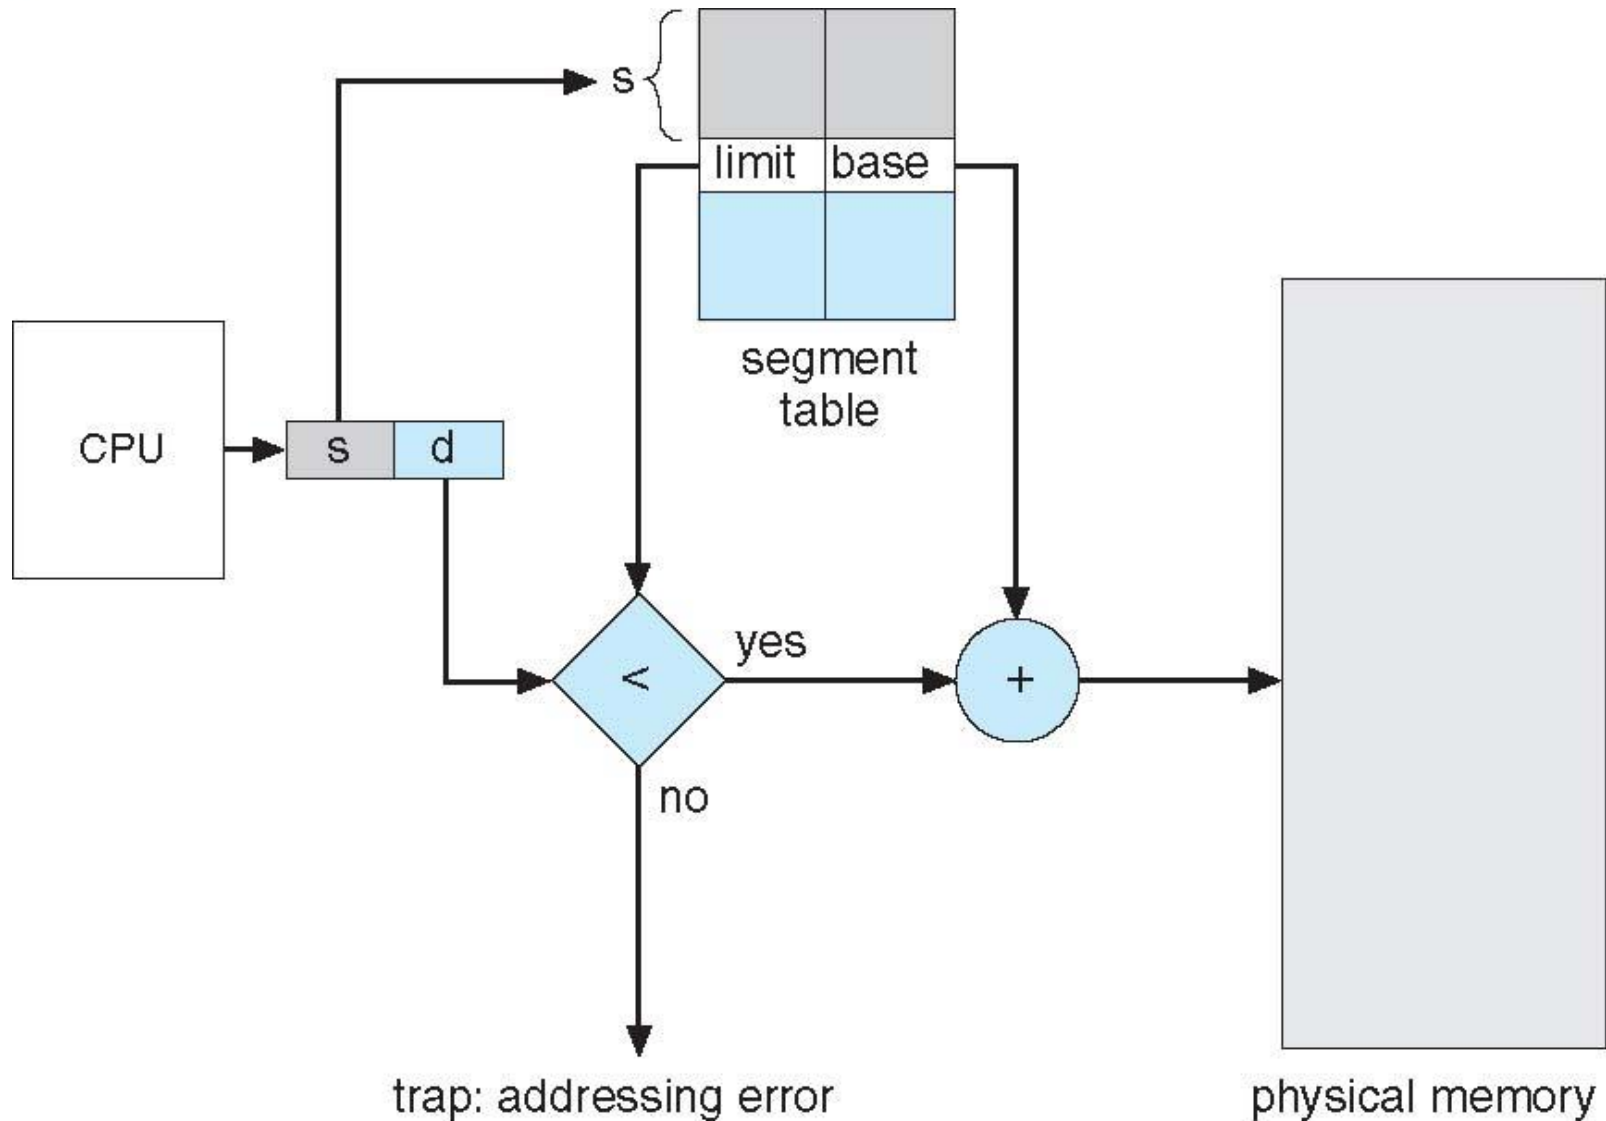 s
limit
base
segment
table
CPU
s
d
yes
<
+
no
trap: addressing error
physical memory